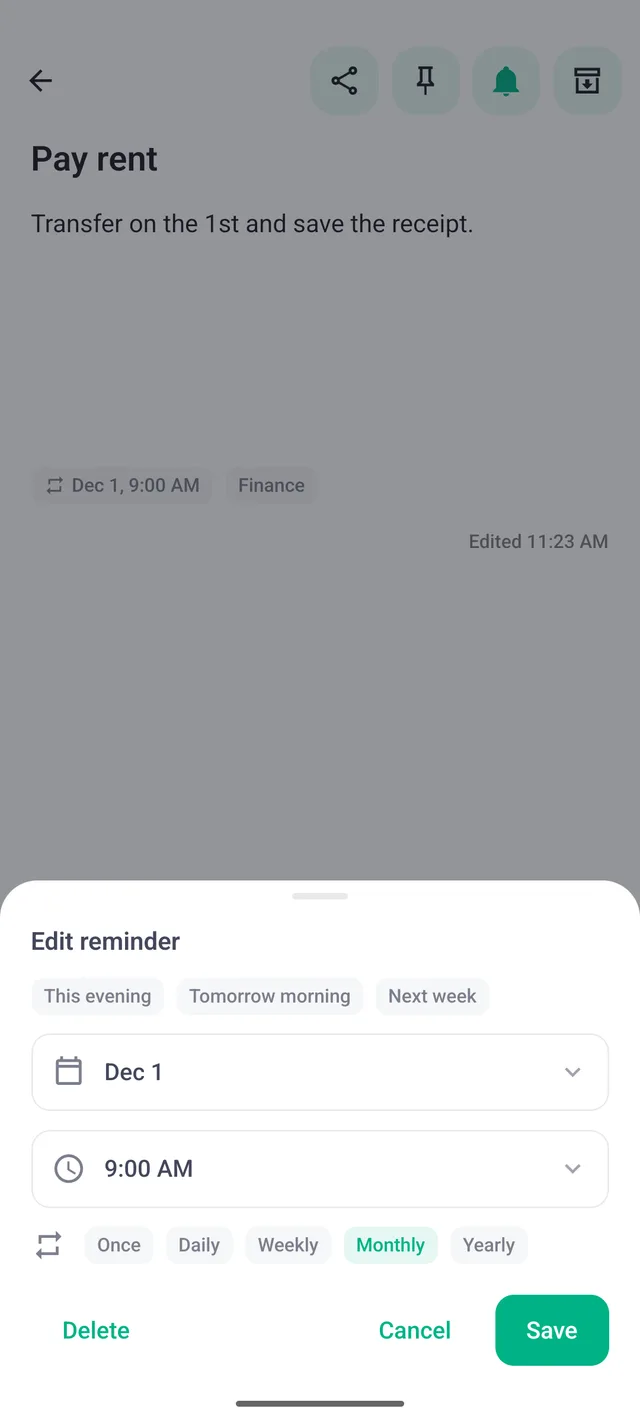 Pay rent
Transfer on the 1st and save the receipt.
Dec 1, 9:00 AM Finance
Edited 11:23 AM
Edit reminder
This evening Tomorrow morning Next week
Dec 1
9:00 AM
Once Daily Weekly Monthly Yearly
Delete Cancel Save